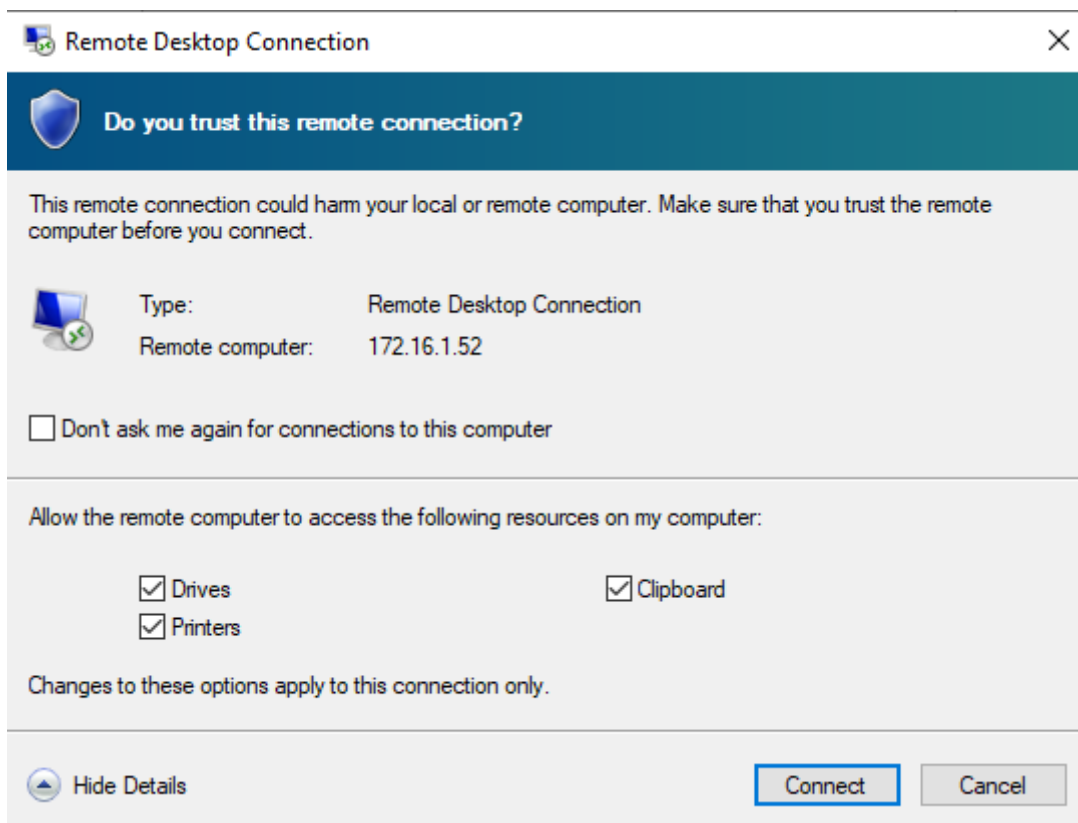 Remote Desktop Connection
Do you trust this remote connection?
This remote connection could harm your local or remote computer. Make sure that you trust the remote
computer before you connect.
Type: Remote Desktop Connection
Remote computer: 172.16.1.52
Don't ask me again for connections to this computer
Allow the remote computer to access the following resources on my computer:
Drives Clipboard
Printers
Changes to these options apply to this connection only.
Hide Details Connect Cancel